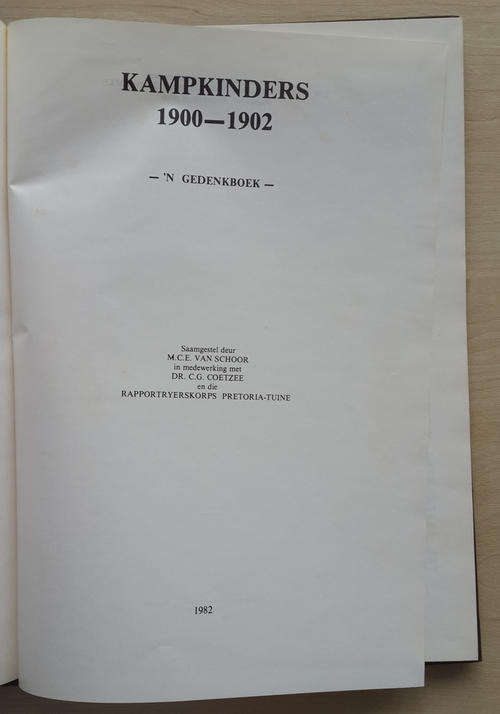 KAMPKINDERS
1900—1902
— 'N GEDENKBOEK —
Saamgestel deur
M.C.E. VAN SCHOOR
in medewerking met
DR. C.G. COETZEE
en die
RAPPORTRYERSKORPS PRETORIA-TUINE
1982